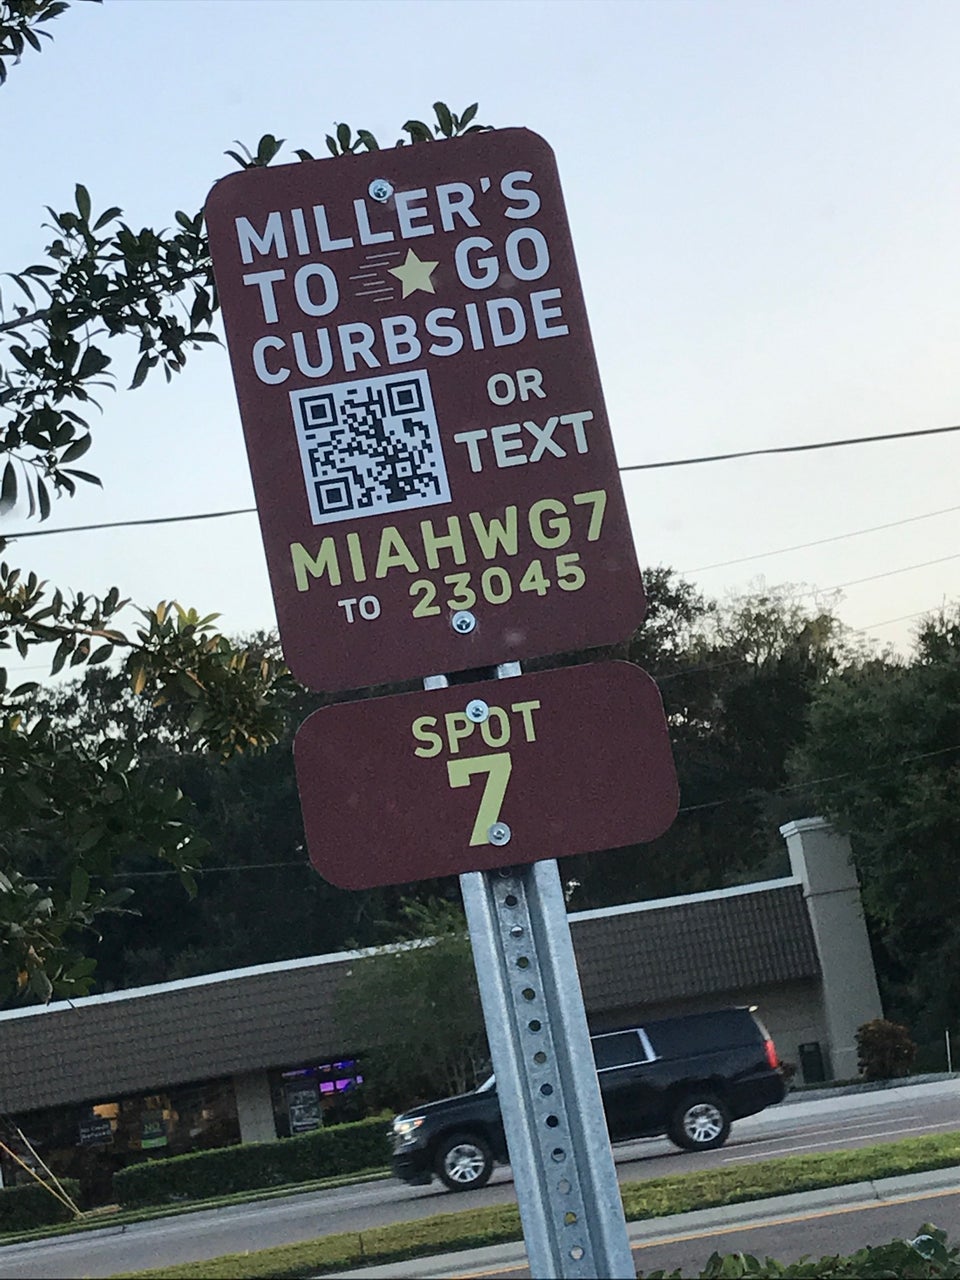 MILLER'S
TO GO
CURBSIDE
OR
TEXT
MIAHWG7
TO 23045
SPOT
7